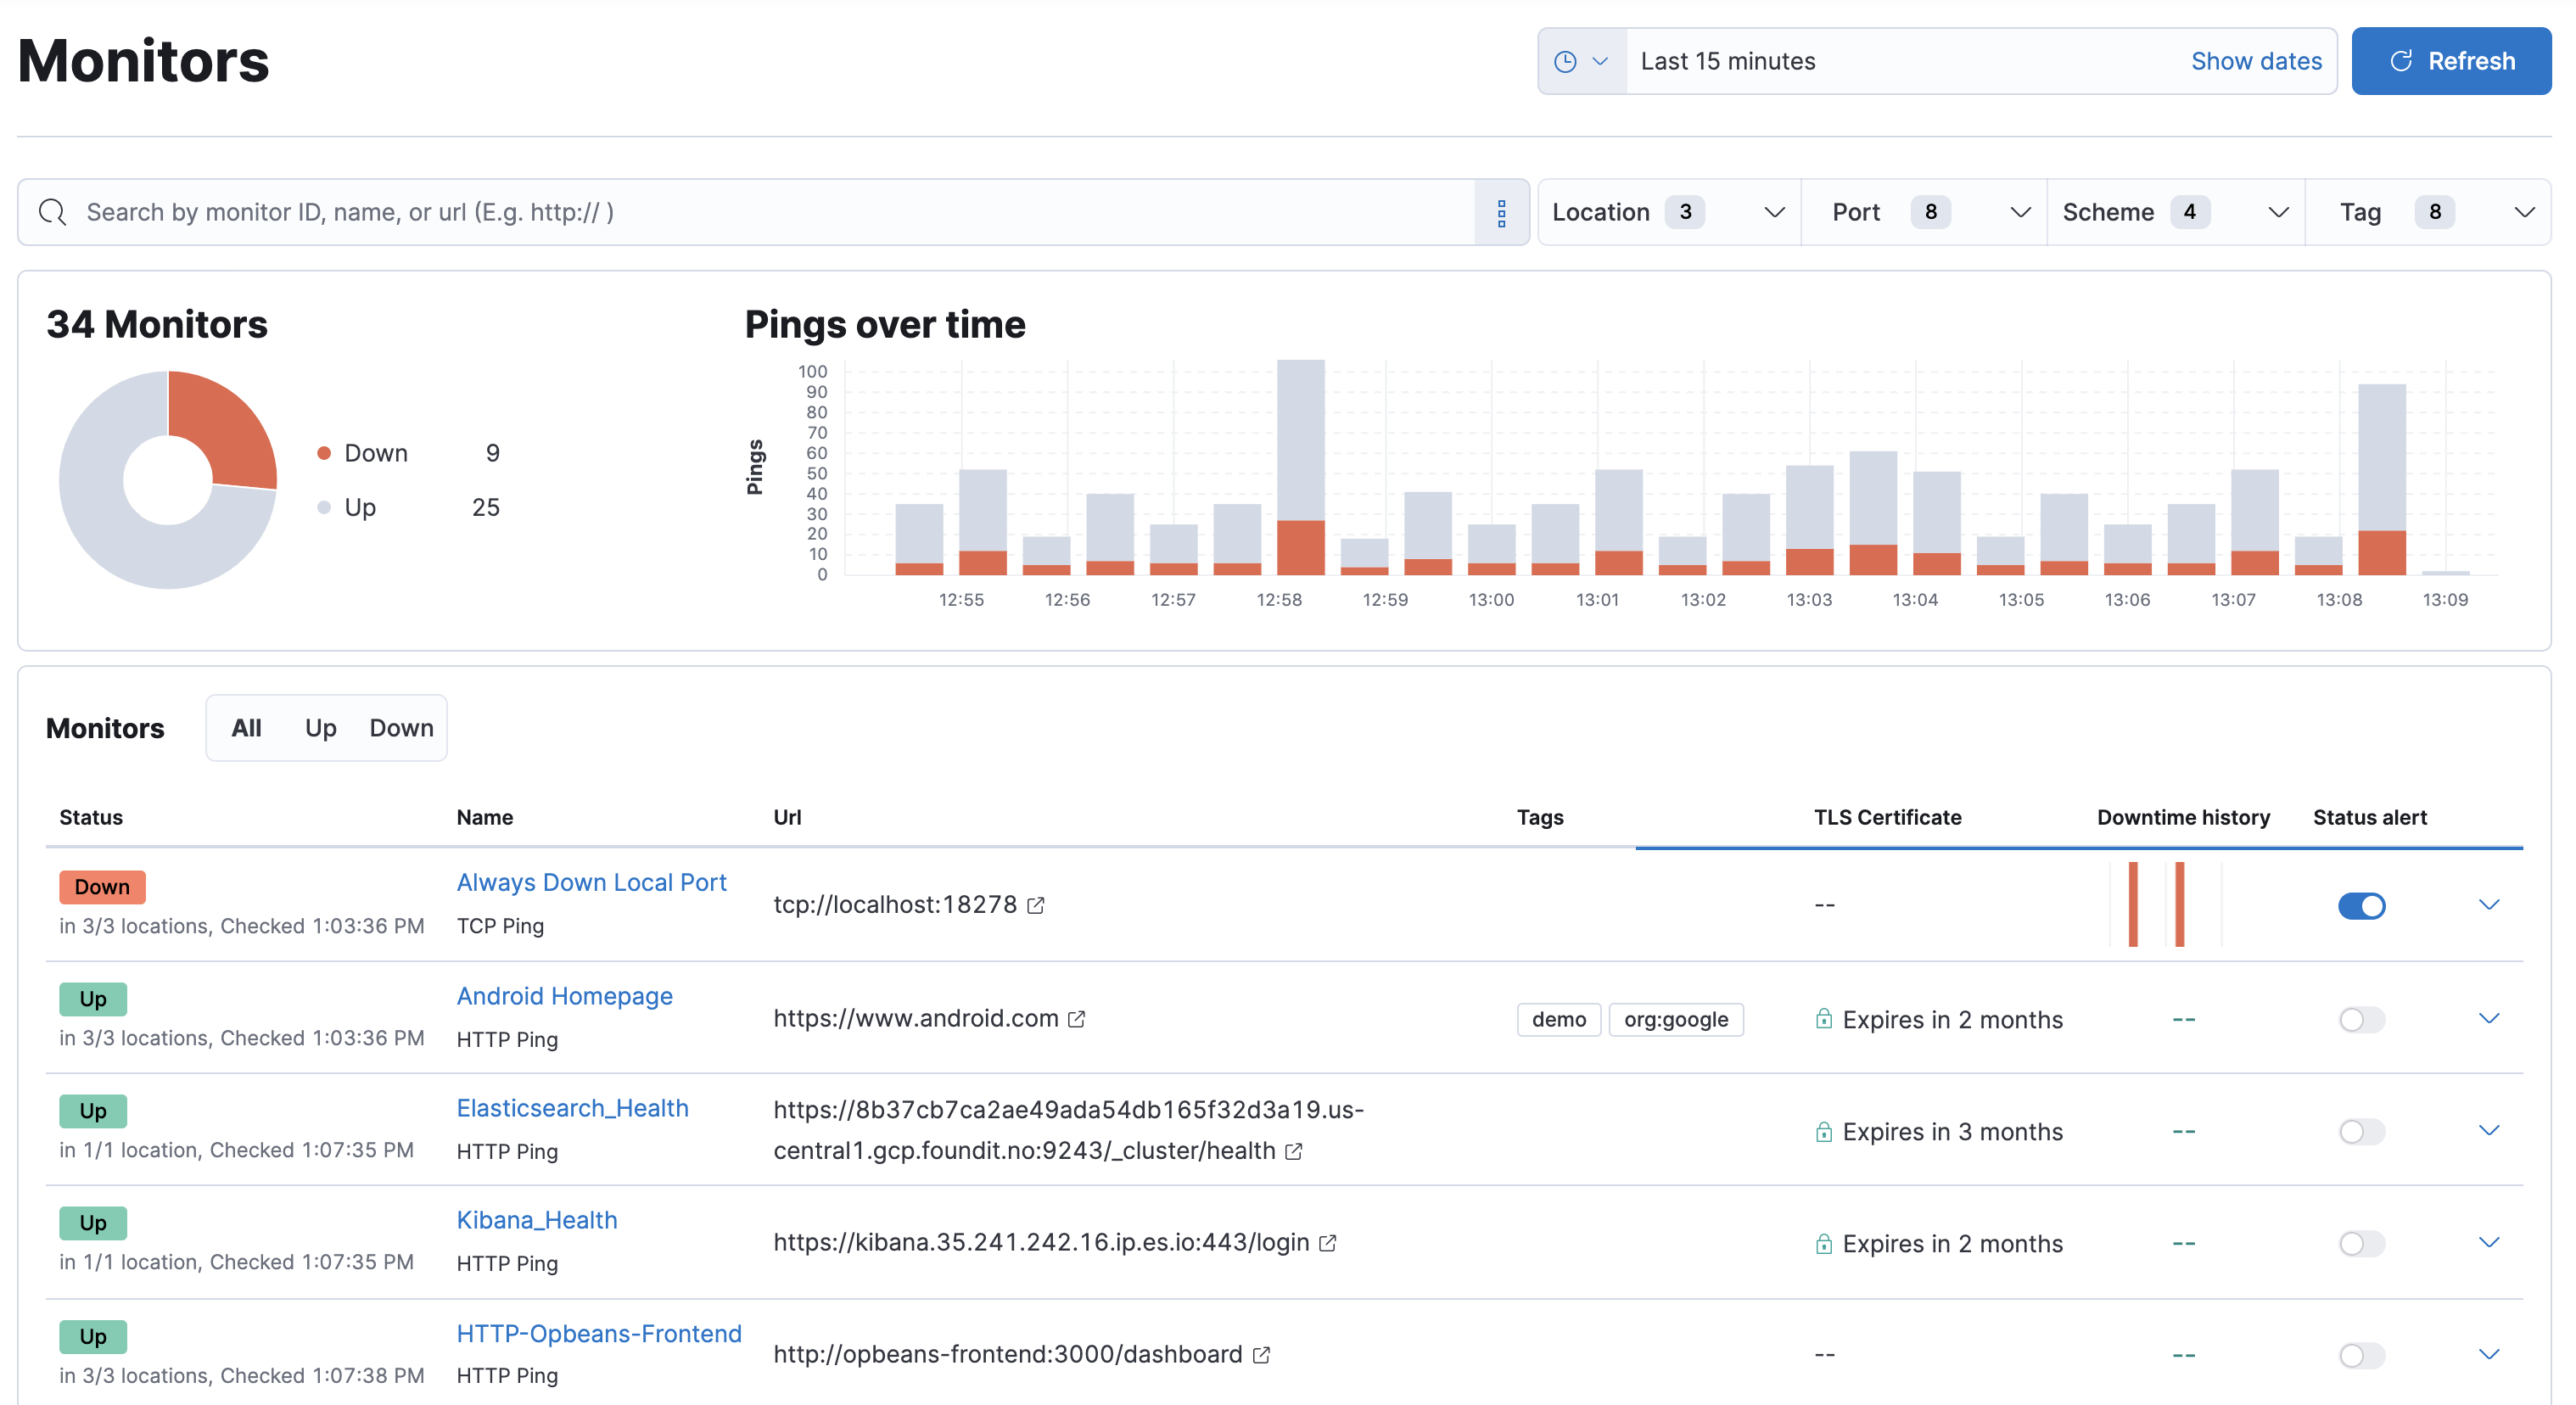 Monitors
Last 15 minutes
Show dates
Refresh
Search by monitor ID, name, or url (E.g. http:// )
Location 3
Port 8
Scheme 4
Tag 8
34 Monitors
Down 9
Up 25
Pings over time
Pings
100
90
80
70
60
50
40
30
20
10
0
12:55 12:56 12:57 12:58 12:59 13:00 13:01 13:02 13:03 13:04 13:05 13:06 13:07 13:08 13:09
Monitors All Up Down
Status Name Url Tags TLS Certificate Downtime history Status alert
Down
in 3/3 locations, Checked 1:03:36 PM
Always Down Local Port
TCP Ping
tcp://localhost:18278
--
Up
in 3/3 locations, Checked 1:03:36 PM
Android Homepage
HTTP Ping
https://www.android.com
demo org:google
Expires in 2 months
--
Up
in 1/1 location, Checked 1:07:35 PM
Elasticsearch_Health
HTTP Ping
https://8b37cb7ca2ae49ada54db165f32d3a19.us-
central1.gcp.foundit.no:9243/_cluster/health
Expires in 3 months
--
Up
in 1/1 location, Checked 1:07:35 PM
Kibana_Health
HTTP Ping
https://kibana.35.241.242.16.ip.es.io:443/login
Expires in 2 months
--
Up
in 3/3 locations, Checked 1:07:38 PM
HTTP-Opbeans-Frontend
HTTP Ping
http://opbeans-frontend:3000/dashboard
--
--